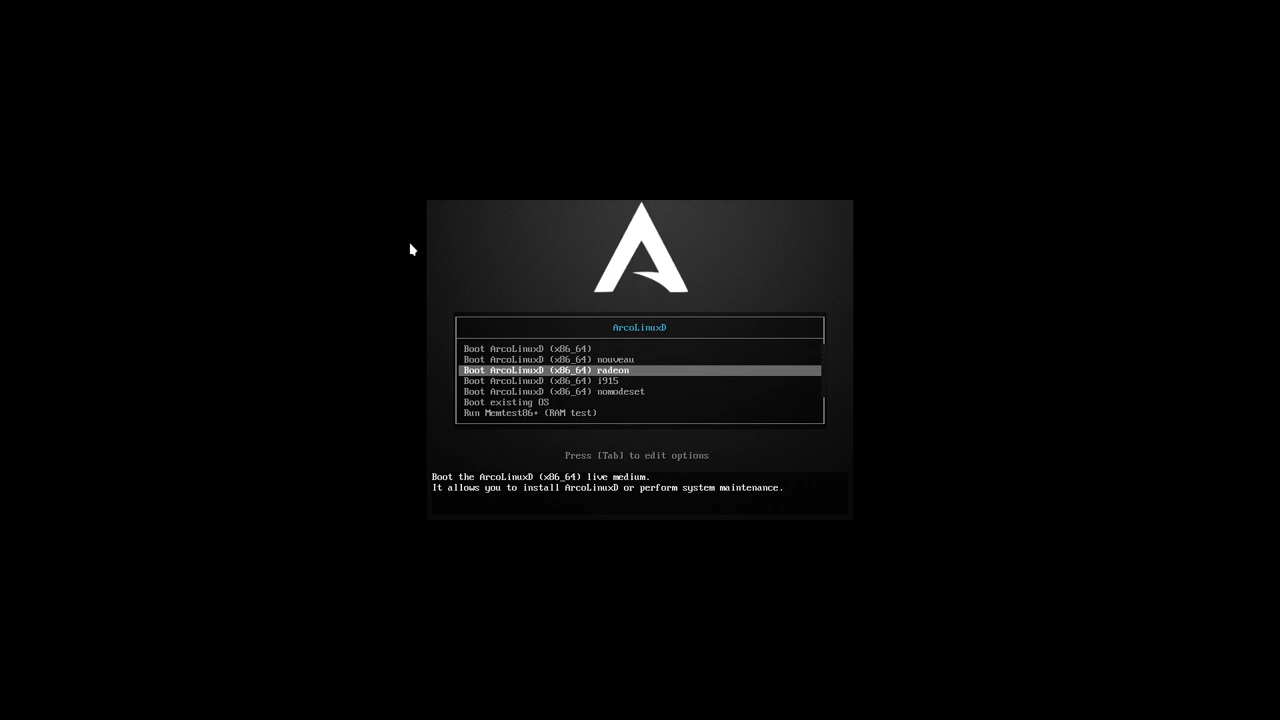 ArcoLinuxD
Boot ArcoLinuxD (x86_64)
Boot ArcoLinuxD (x86_64) nouveau
Boot ArcoLinuxD (x86_64) radeon
Boot ArcoLinuxD (x86_64) i915
Boot ArcoLinuxD (x86_64) nomodeset
Boot existing OS
Run Memtest86+ (RAM test)
Press [Tab] to edit options
Boot the ArcoLinuxD (x86_64) live medium.
It allows you to install ArcoLinuxD or perform system maintenance.